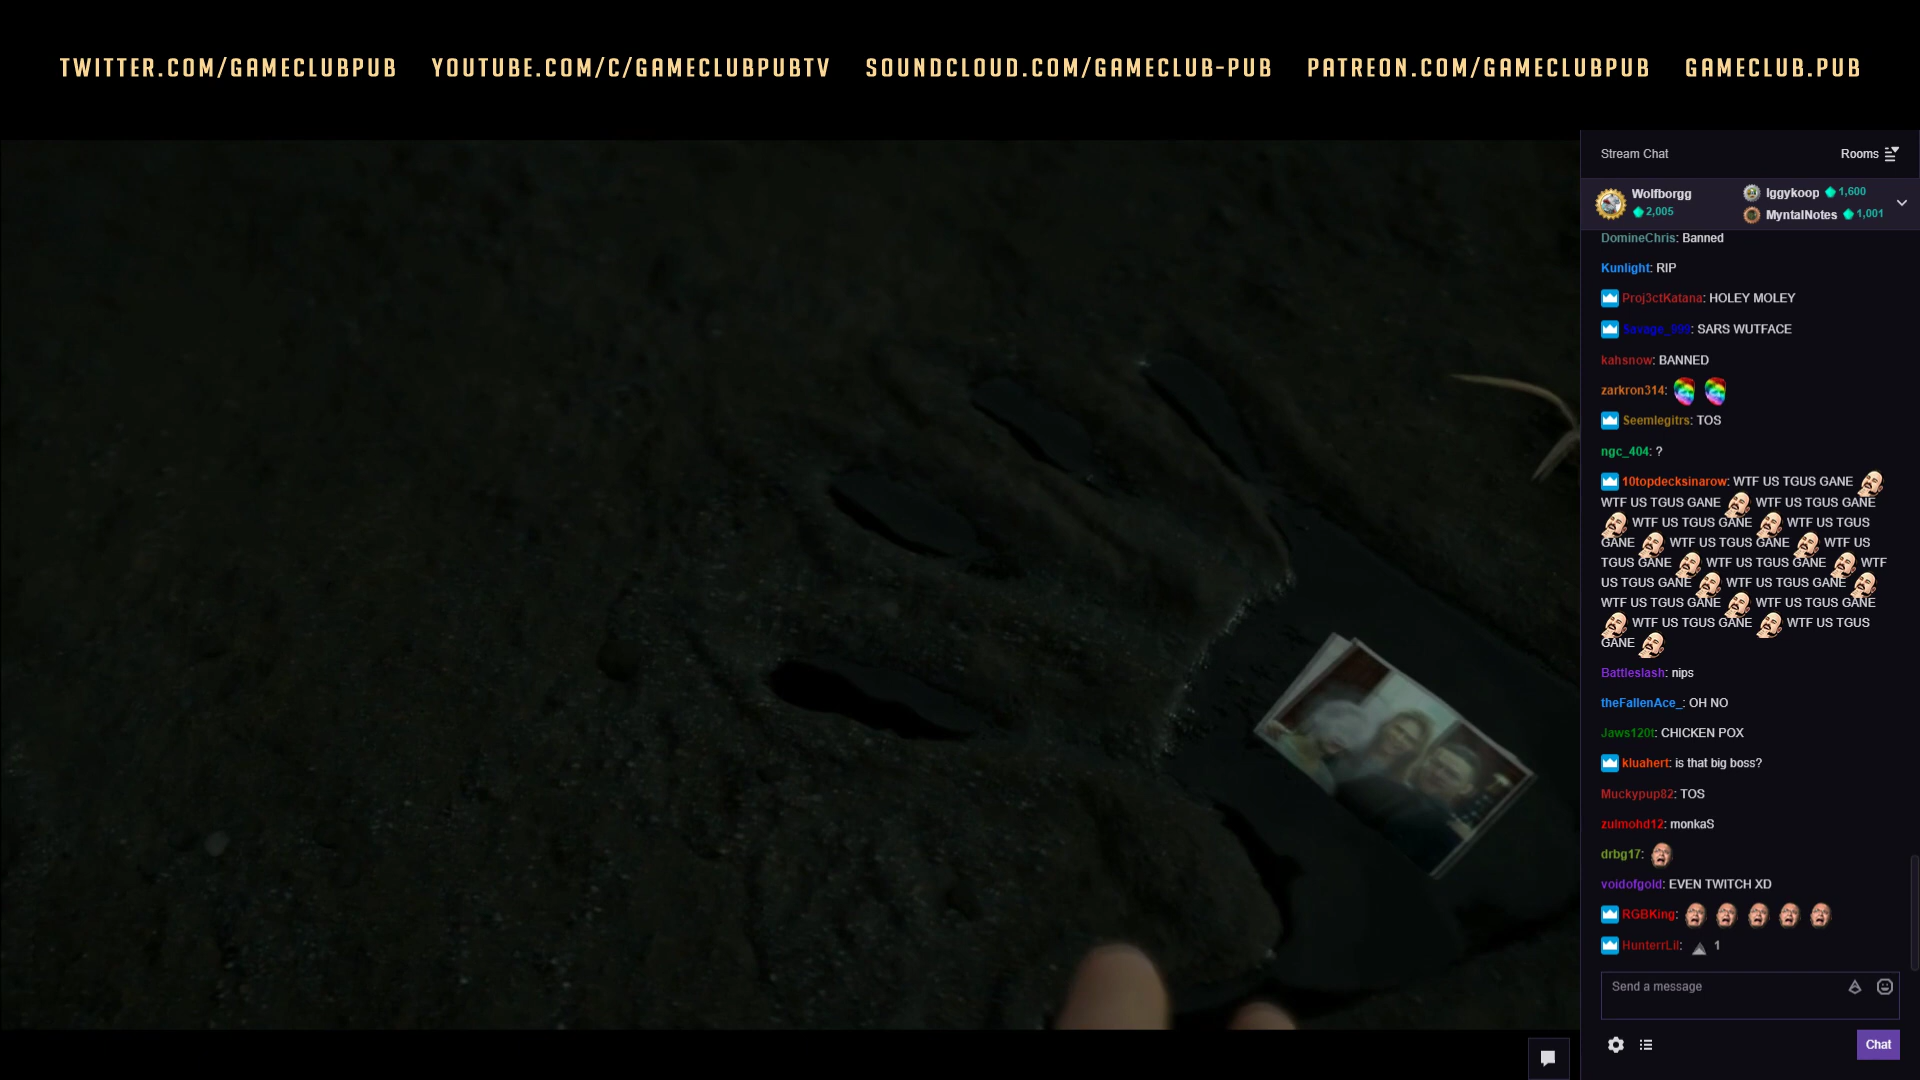 TWITTER.COM/GAMECLUBPUB YOUTUBE.COM/C/GAMECLUBPUBTV SOUNDCLOUD.COM/GAMECLUB-PUB PATREON.COM/GAMECLUBPUB GAMECLUB.PUB
Stream Chat Rooms
Wolfborgg 2,005
Iggykoop 1,600
MyntalNotes 1,001
DomineChris: Banned
Kunlight: RIP
Proj3ctKatana: HOLEY MOLEY
Savage_999: SARS WUTFACE
kahsnow: BANNED
zarkron314:
Seemlegitrs: TOS
ngc_404: ?
10topdecksinarow: WTF US TGUS GANE
WTF US TGUS GANE WTF US TGUS GANE
WTF US TGUS GANE WTF US TGUS
GANE WTF US TGUS GANE WTF US
TGUS GANE WTF US TGUS GANE WTF
US TGUS GANE WTF US TGUS GANE
WTF US TGUS GANE WTF US TGUS GANE
WTF US TGUS GANE WTF US TGUS
GANE
Battleslash: nips
theFallenAce_: OH NO
Jaws120t: CHICKEN POX
kluahert: is that big boss?
Muckypup82: TOS
zulmohd12: monkaS
drbg17:
voidofgold: EVEN TWITCH XD
RGBKing:
HunterrLil: 1
Send a message
Chat